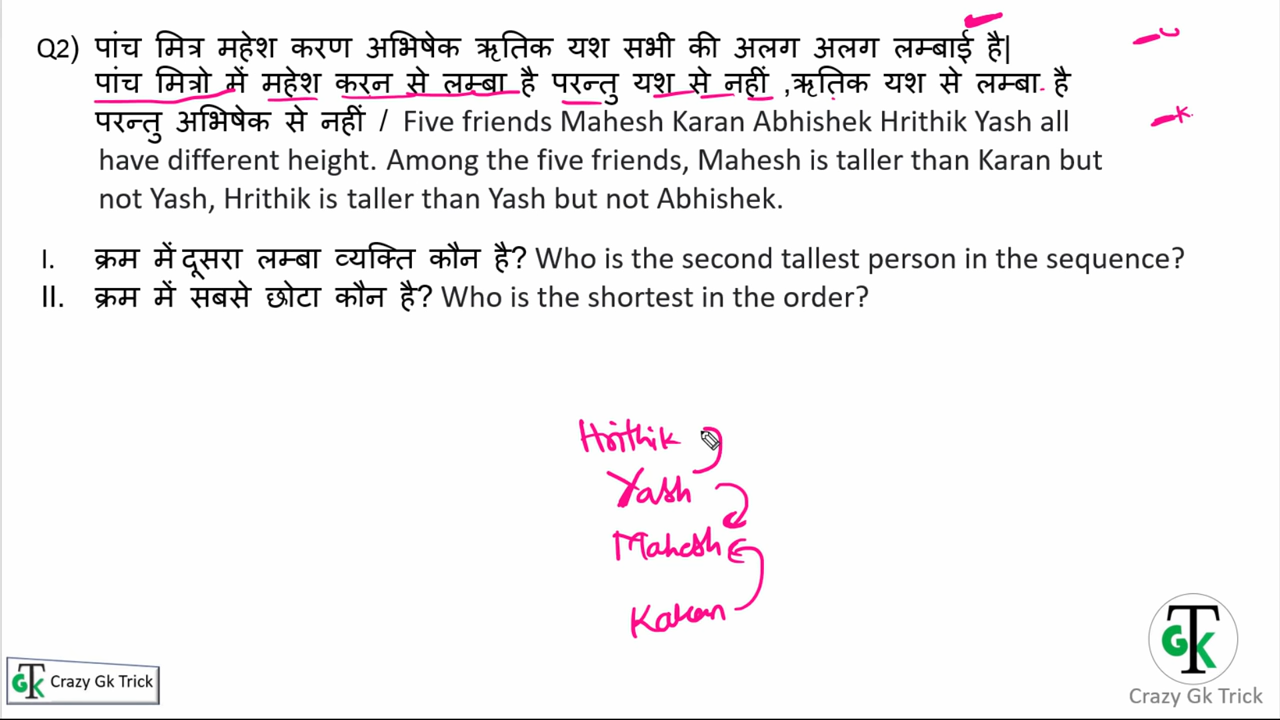 Q2) पांच मित्र महेश करण अभिषेक ऋतिक यश सभी की अलग अलग लम्बाई है|
पांच मित्रो में महेश करन से लम्बा है परन्तु यश से नहीं ,ऋतिक यश से लम्बा है
परन्तु अभिषेक से नहीं / Five friends Mahesh Karan Abhishek Hrithik Yash all
have different height. Among the five friends, Mahesh is taller than Karan but
not Yash, Hrithik is taller than Yash but not Abhishek.
I. क्रम में दूसरा लम्बा व्यक्ति कौन है? Who is the second tallest person in the sequence?
II. क्रम में सबसे छोटा कौन है? Who is the shortest in the order?
Hrithik
Yash
Mahesh
Karan
GTK Crazy Gk Trick
GTK
Crazy Gk Trick